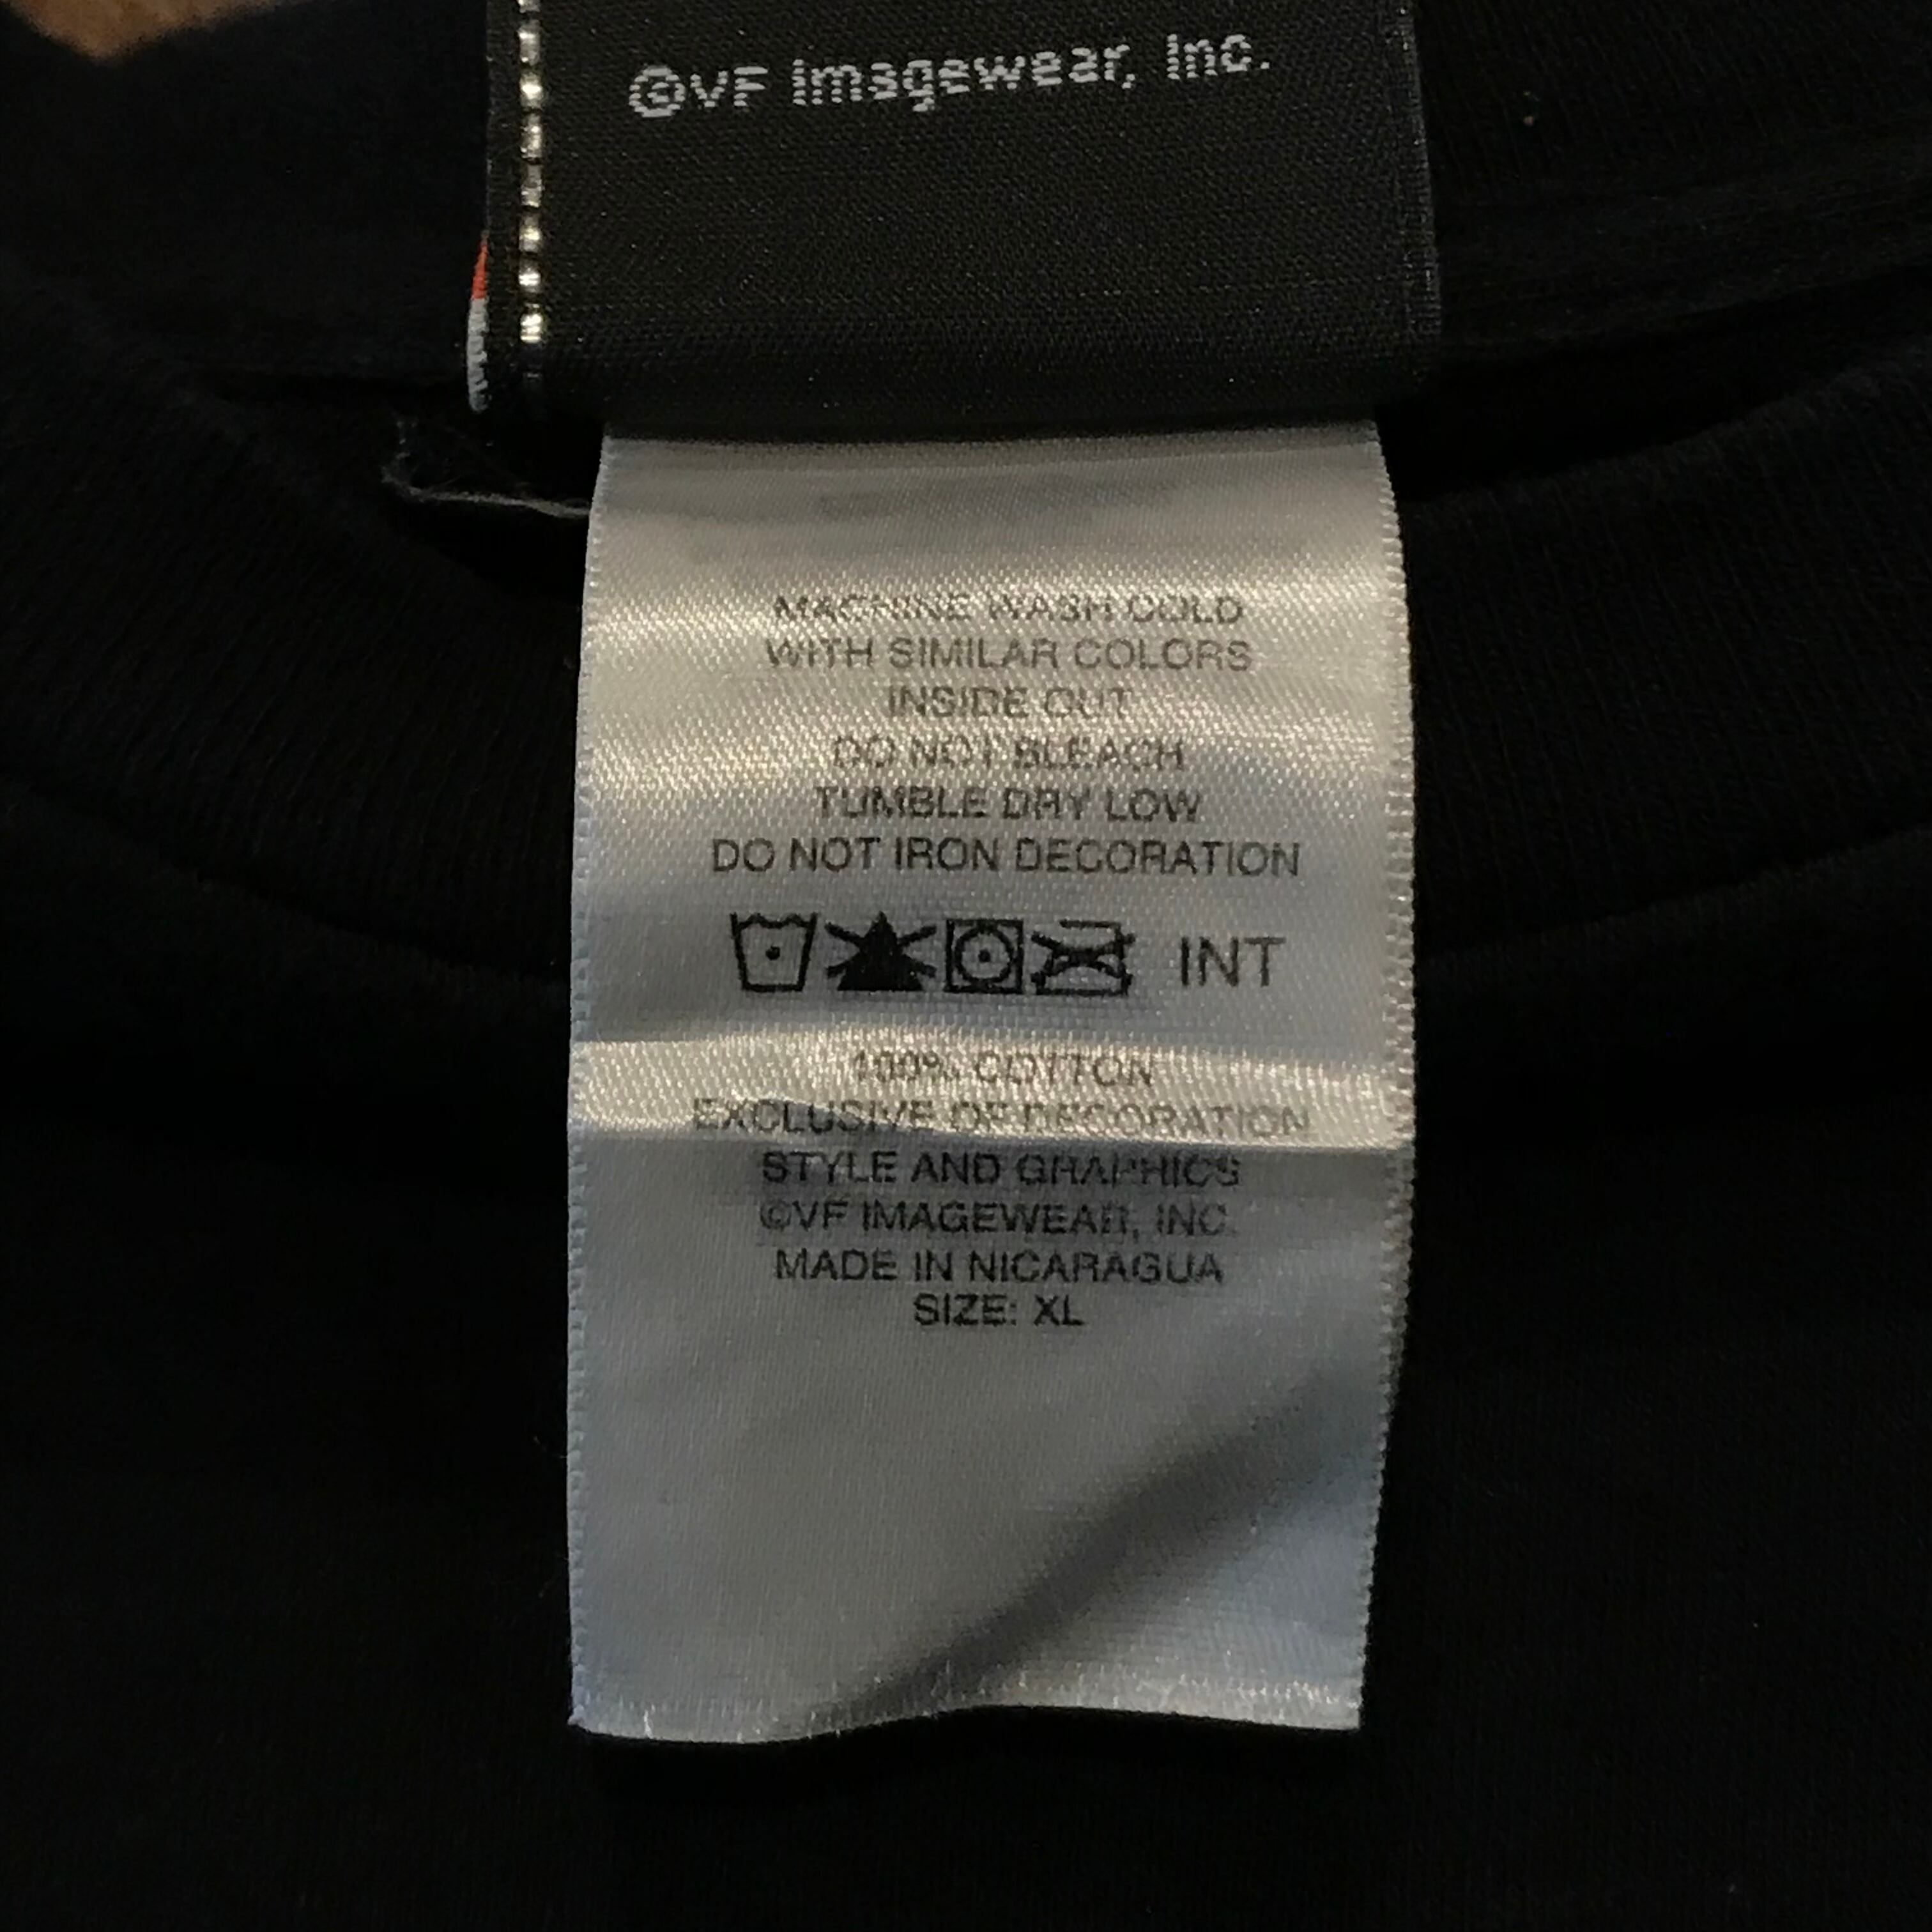 ©VF Imagewear, Inc.
MACHINE WASH COLD
WITH SIMILAR COLORS
INSIDE OUT
DO NOT BLEACH
TUMBLE DRY LOW
DO NOT IRON DECORATION
INT
100% COTTON
EXCLUSIVE OF DECORATION
STYLE AND GRAPHICS
©VF IMAGEWEAR, INC.
MADE IN NICARAGUA
SIZE: XL